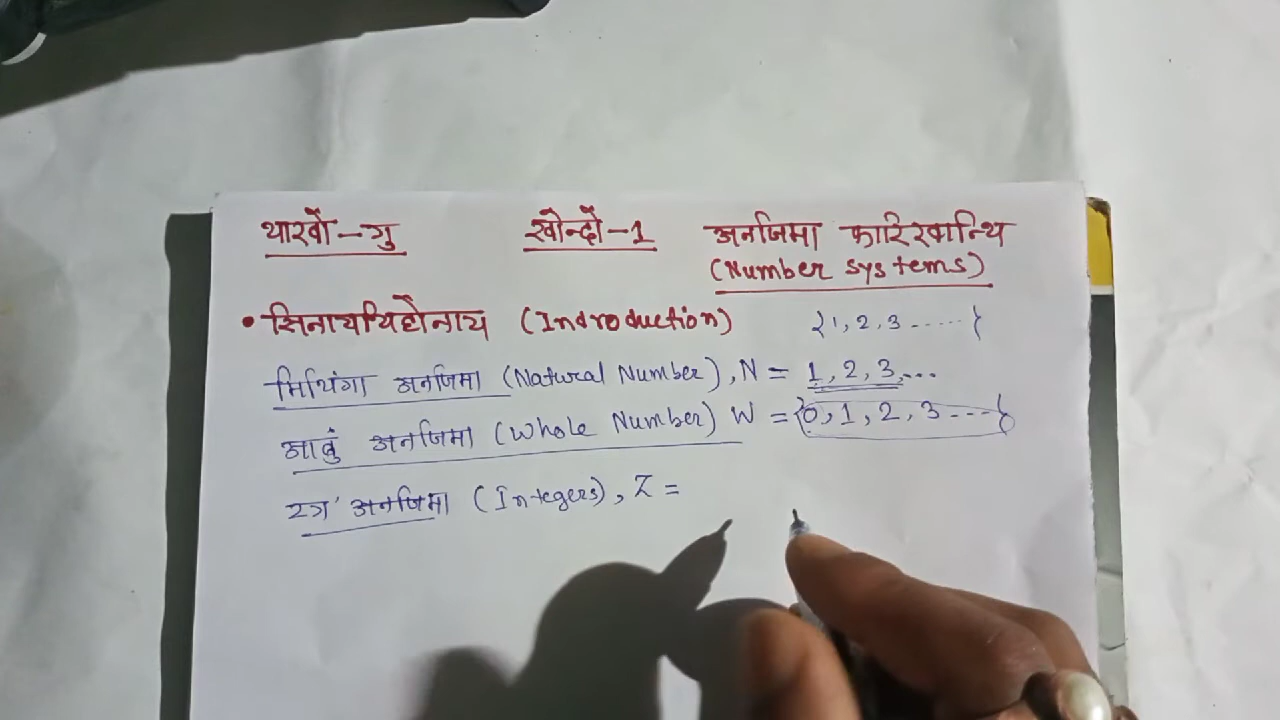 थाखो-गु खोन्दो-1 अनजिमा कारिखान्थि
(Number systems)
• सिनायथिहोनाय (Introduction) {1, 2, 3 ...... }
मिथिंगा अनजिमा (Natural Number), N = 1, 2, 3, ...
आबुं अनजिमा (Whole Number) W = {0, 1, 2, 3 ---- }
अनजिमा (Integers), Z =